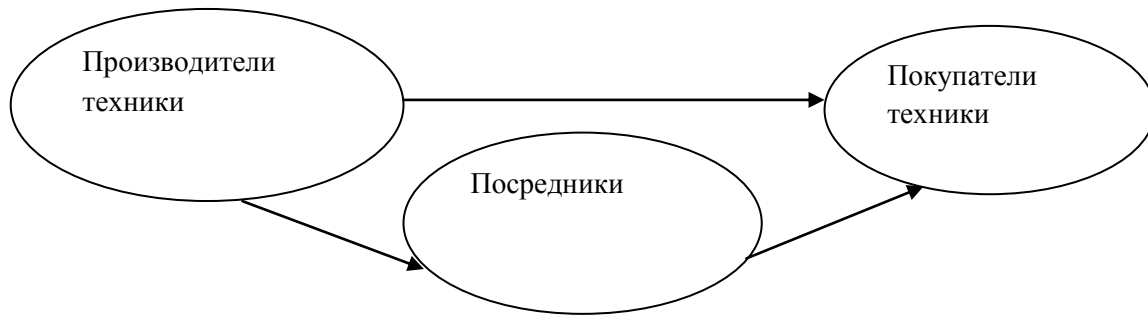 Производители
техники
Покупатели
техники
Посредники